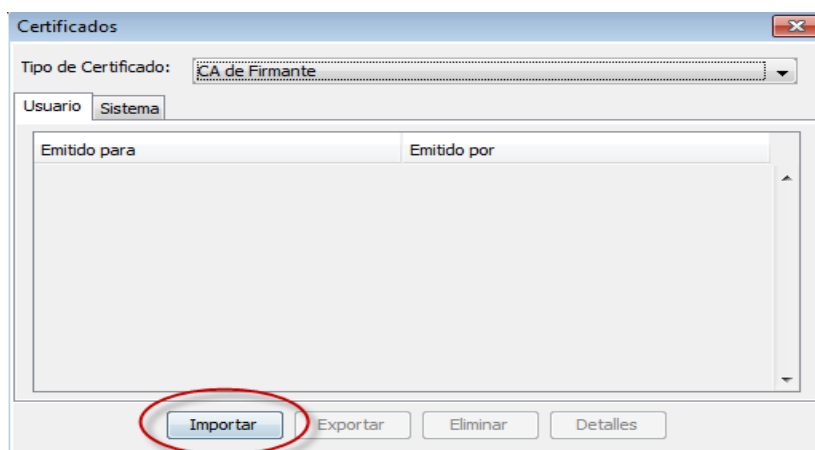 Certificados
Tipo de Certificado: CA de Firmante
Usuario Sistema
Emitido para Emitido por
Importar Exportar Eliminar Detalles